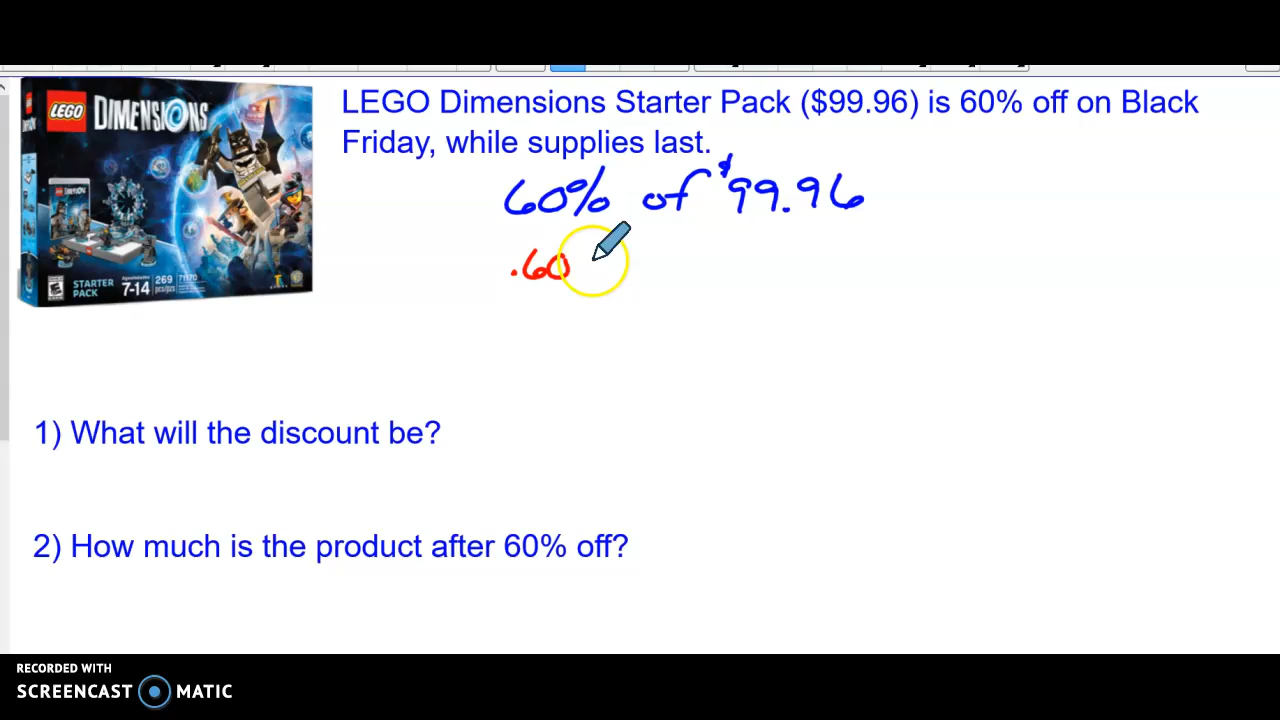 LEGO Dimensions Starter Pack ($99.96) is 60% off on Black
Friday, while supplies last.
60% of $99.96
.60
LEGO DIMENSIONS
STARTER
PACK
7-14
269
71170
1) What will the discount be?
2) How much is the product after 60% off?
RECORDED WITH
SCREENCAST MATIC